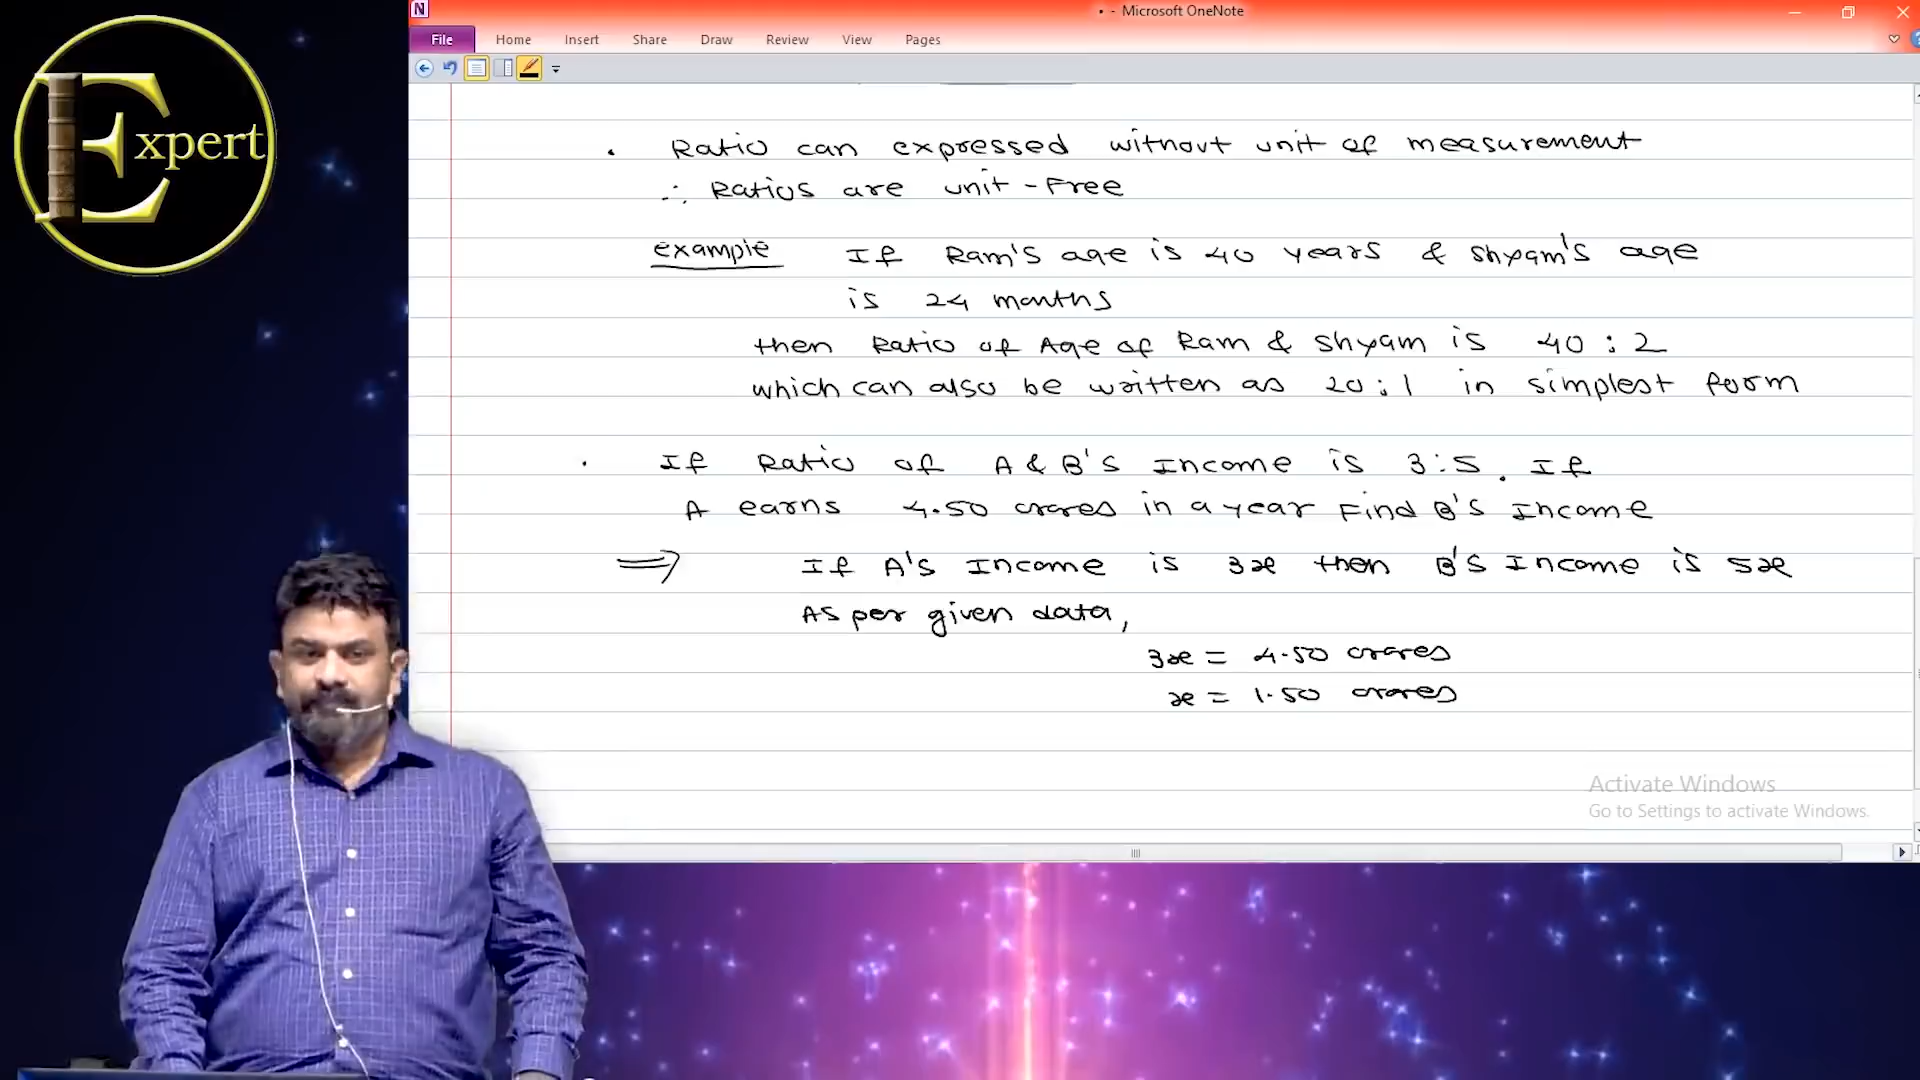 Expert
N
- Microsoft OneNote
File Home Insert Share Draw Review View Pages
. Ratio can expressed without unit of measurement
∴ Ratios are unit-Free
example If Ram's age is 40 years & Shyam's age
is 24 months
then Ratio of Age of Ram & Shyam is 40 : 2
which can also be written as 20 : 1 in simplest form
. If Ratio of A & B's Income is 3:5. If
A earns 4.50 crores in a year Find B's Income
⇒ If A's Income is 3x then B's Income is 5x
As per given data,
3x = 4.50 crores
x = 1.50 crores
Activate Windows
Go to Settings to activate Windows.